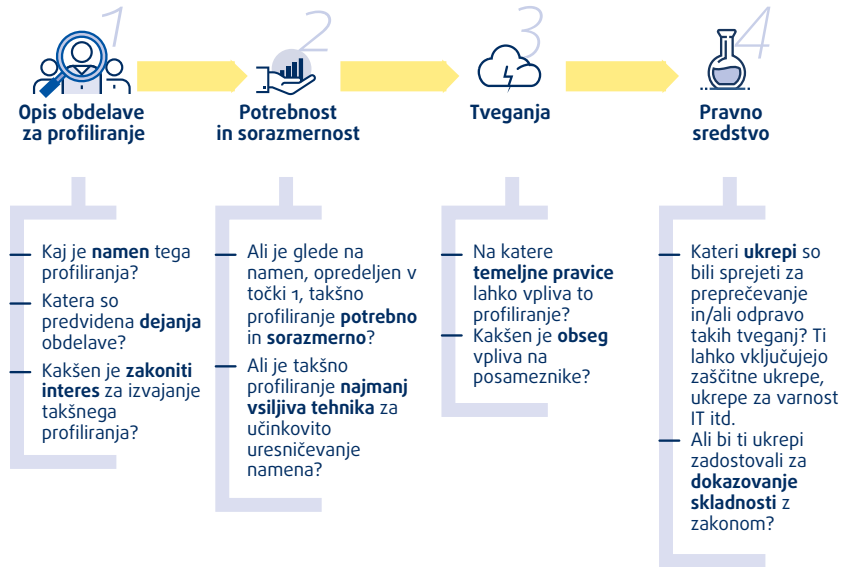 1
Opis obdelave
za profiliranje
Kaj je namen tega
profiliranja?
Katera so
predvidena dejanja
obdelave?
Kakšen je zakoniti
interes za izvajanje
takšnega
profiliranja?
2
Potrebnost
in sorazmernost
Ali je glede na
namen, opredeljen v
točki 1, takšno
profiliranje potrebno
in sorazmerno?
Ali je takšno
profiliranje najmanj
vsiljiva tehnika za
učinkovito
uresničevanje
namena?
3
Tveganja
Na katere
temeljne pravice
lahko vpliva to
profiliranje?
Kakšen je obseg
vpliva na
posameznike?
4
Pravno
sredstvo
Kateri ukrepi so
bili sprejeti za
preprečevanje
in/ali odpravo
takih tveganj? Ti
lahko vključujejo
zaščitne ukrepe,
ukrepe za varnost
IT itd.
Ali bi ti ukrepi
zadostovali za
dokazovanje
skladnosti z
zakonom?